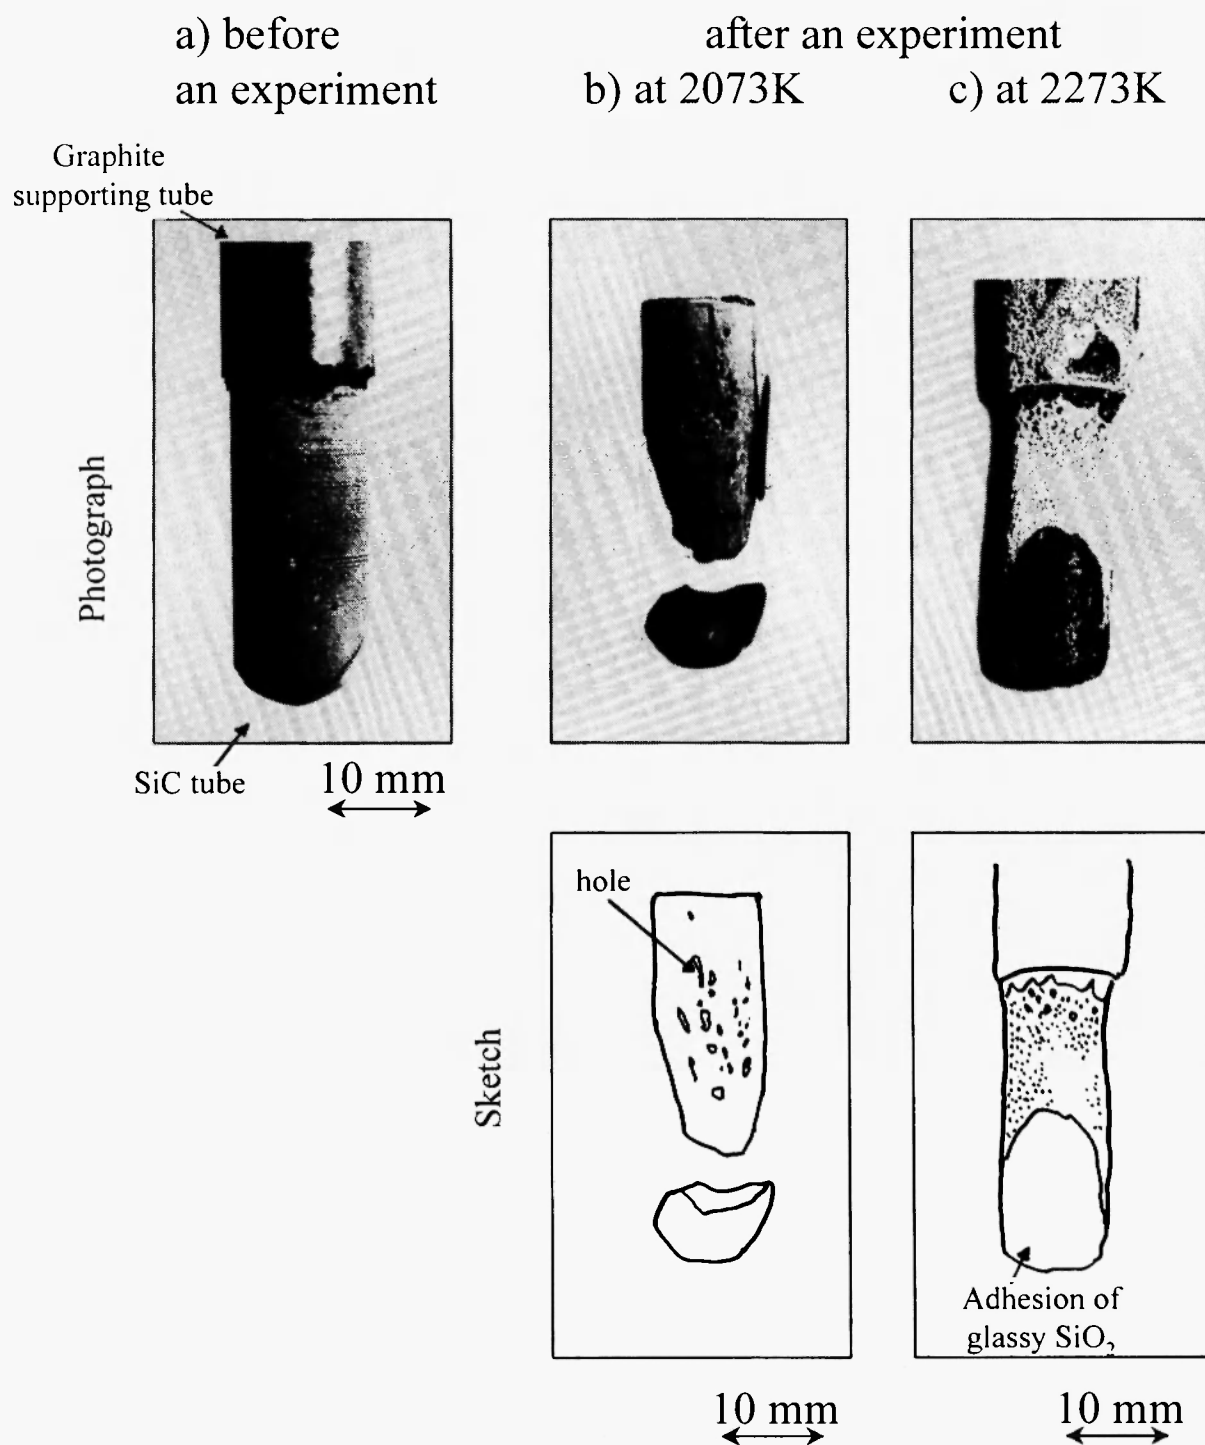 a) before
an experiment
after an experiment
b) at 2073K
c) at 2273K
Graphite
supporting tube
Photograph
SiC tube
10 mm
hole
Sketch
Adhesion of
glassy SiO₂
10 mm
10 mm